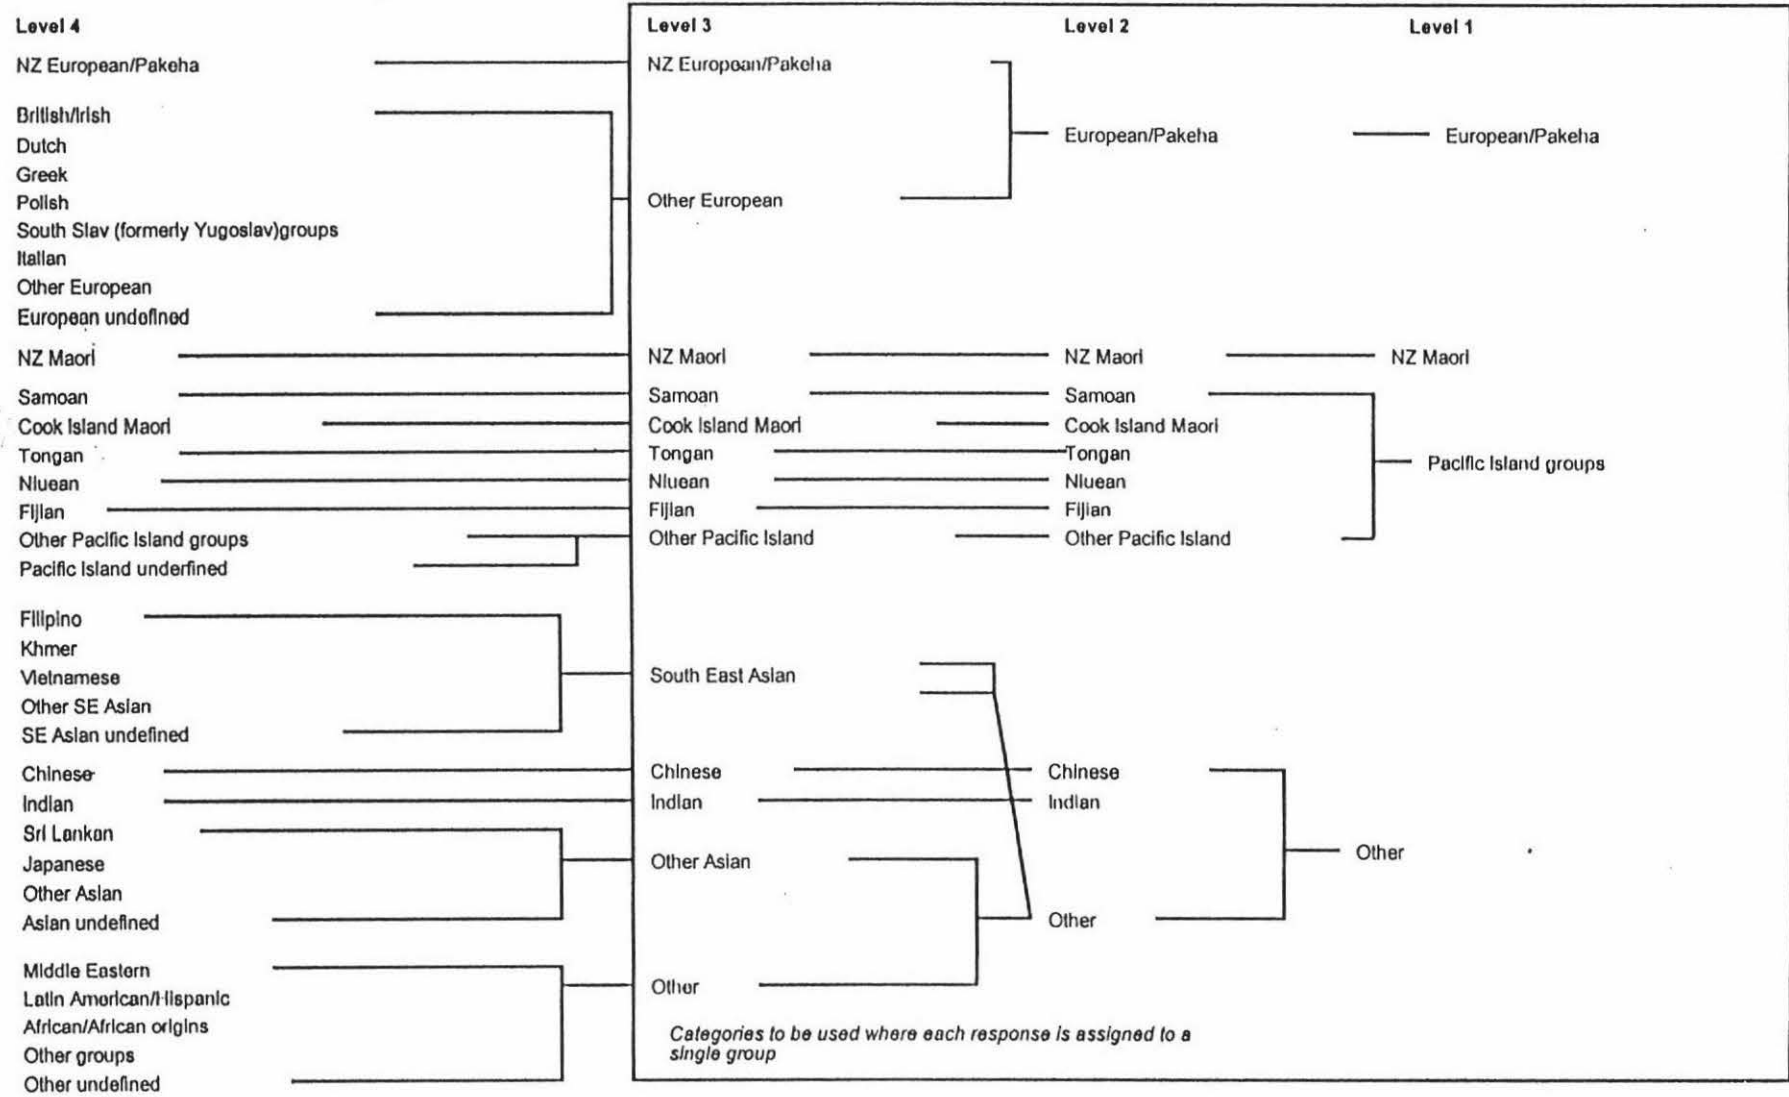 Level 4 Level 3 Level 2 Level 1
NZ European/Pakeha NZ European/Pakeha
British/Irish
Dutch European/Pakeha European/Pakeha
Greek
Polish Other European
South Slav (formerly Yugoslav)groups
Italian
Other European
European undefined
NZ Maori NZ Maori NZ Maori NZ Maori
Samoan Samoan Samoan
Cook Island Maori Cook Island Maori Cook Island Maori
Tongan Tongan Tongan
Pacific Island groups
Niuean Niuean Niuean
Fijian Fijian Fijian
Other Pacific Island groups Other Pacific Island Other Pacific Island
Pacific Island underfined
Filipino
Khmer
Vietnamese South East Asian
Other SE Asian
SE Asian undefined
Chinese Chinese Chinese
Indian Indian Indian
Sri Lankan
Japanese Other Asian Other
Other Asian
Asian undefined Other
Middle Eastern
Other
Latin American/Hispanic
African/African origins
Categories to be used where each response is assigned to a
single group
Other groups
Other undefined